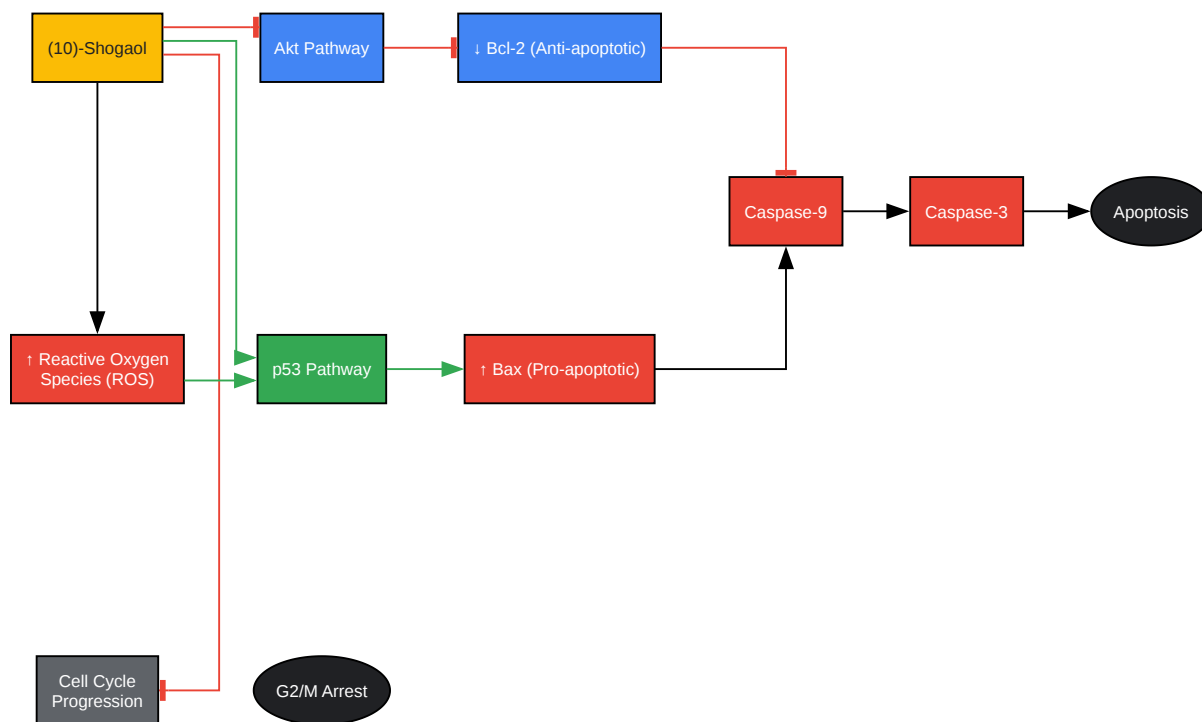 (10)-Shogaol
Akt Pathway
↓ Bcl-2 (Anti-apoptotic)
Caspase-9
Caspase-3
Apoptosis
↑ Reactive Oxygen
Species (ROS)
p53 Pathway
↑ Bax (Pro-apoptotic)
Cell Cycle
Progression
G2/M Arrest